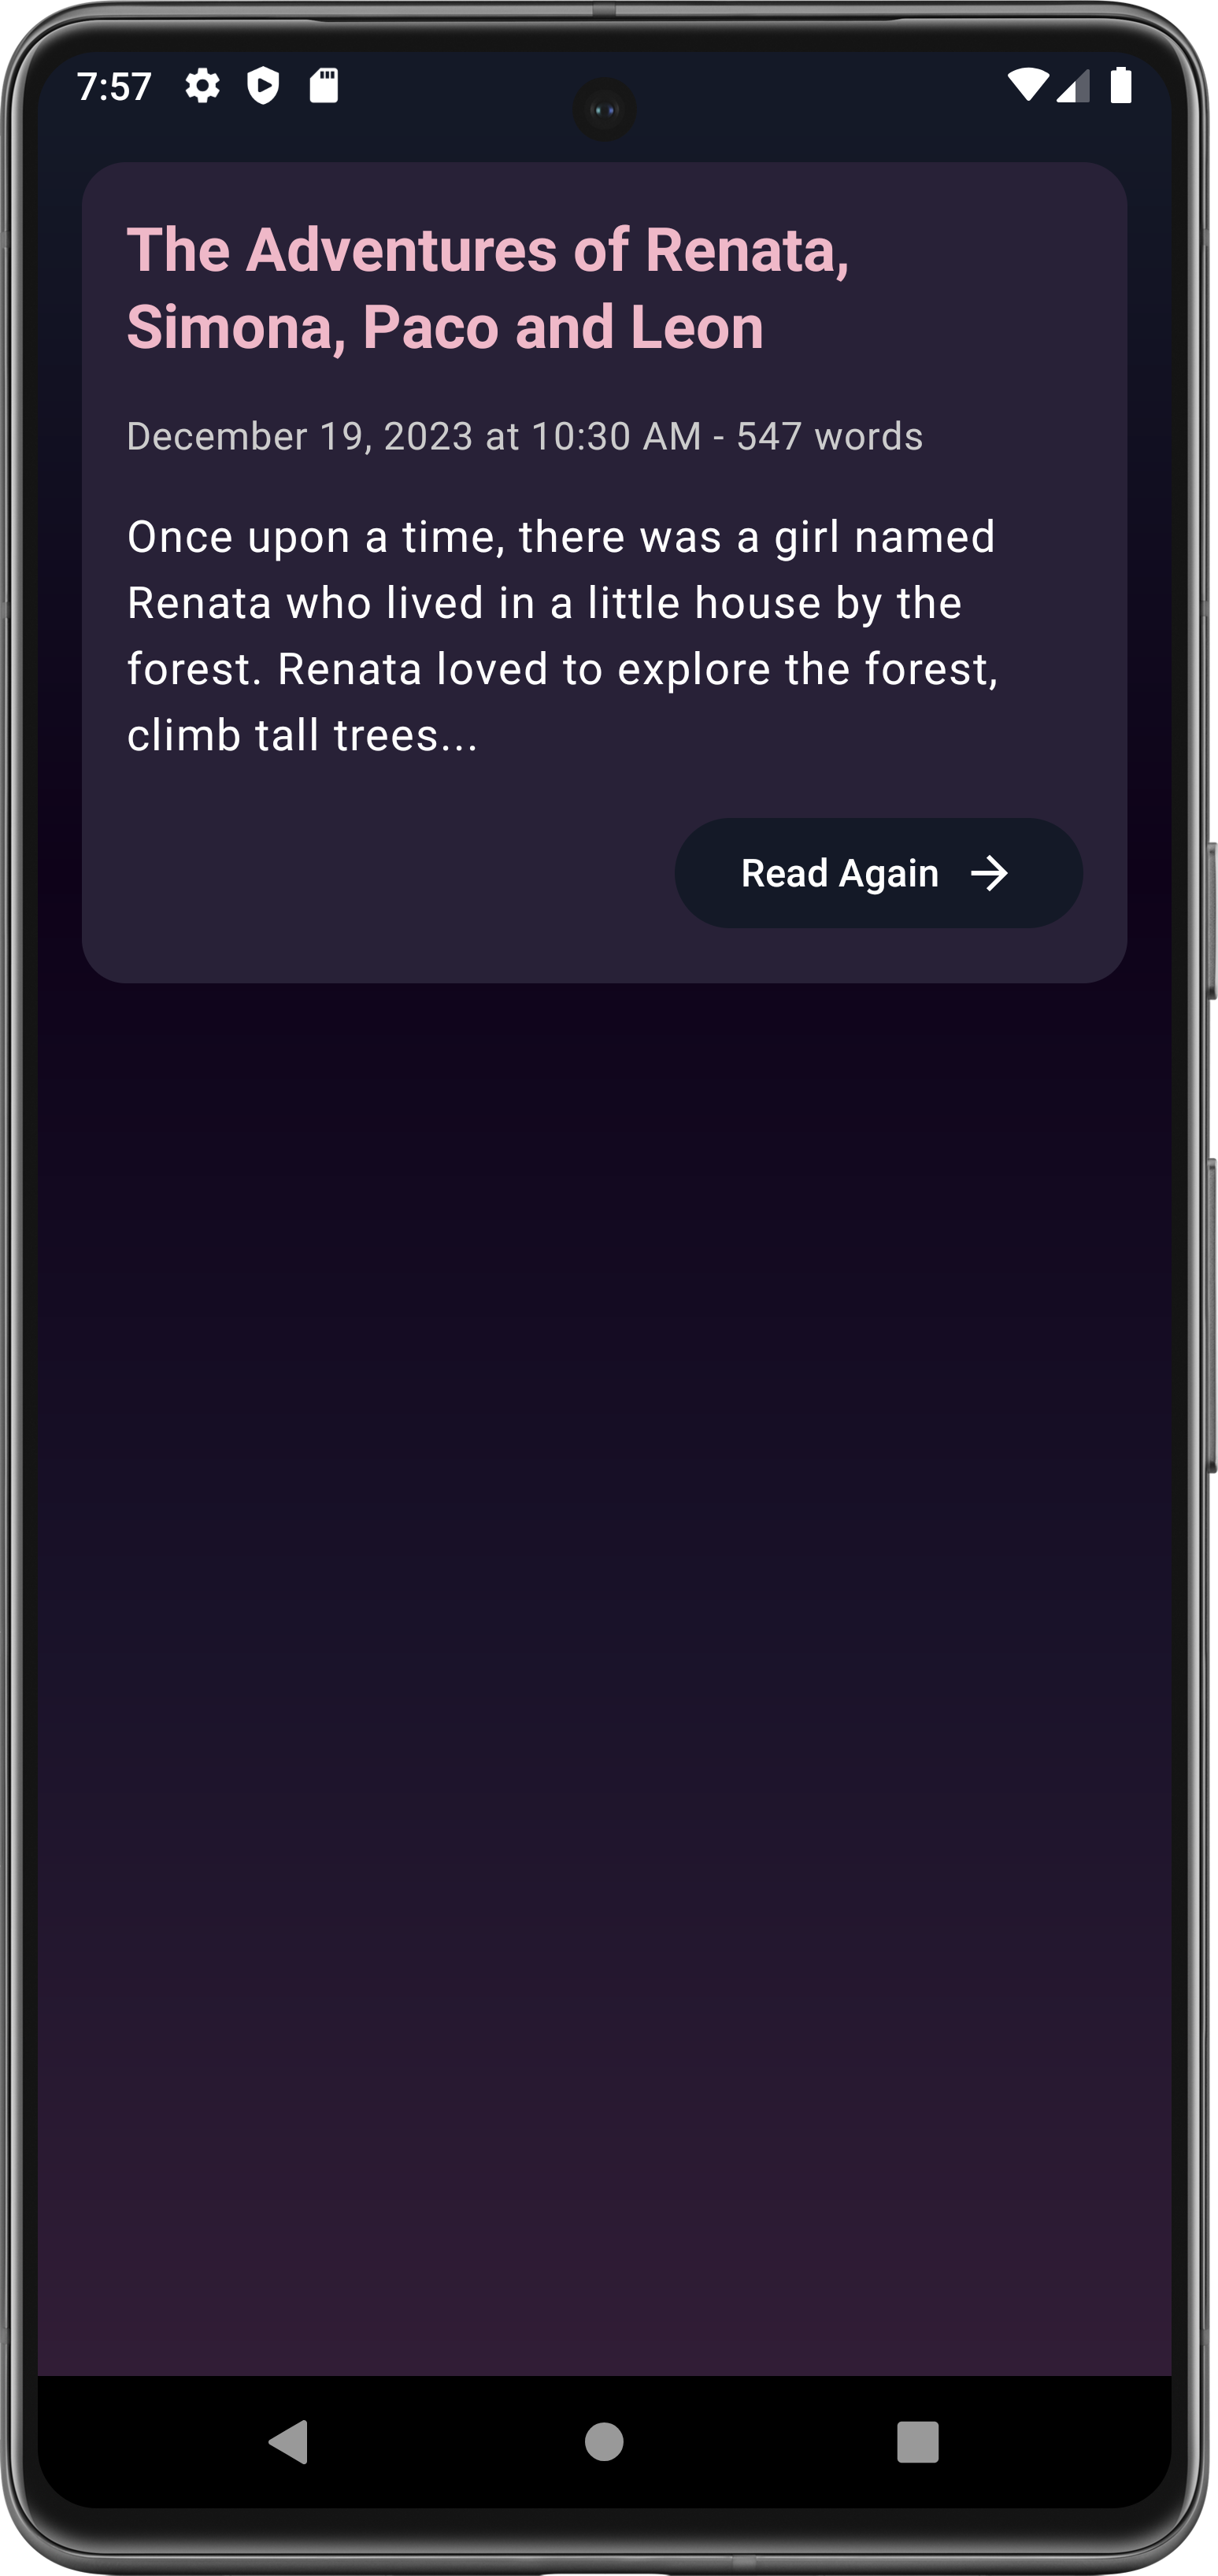 7:57
The Adventures of Renata,
Simona, Paco and Leon
December 19, 2023 at 10:30 AM - 547 words
Once upon a time, there was a girl named
Renata who lived in a little house by the
forest. Renata loved to explore the forest,
climb tall trees...
Read Again